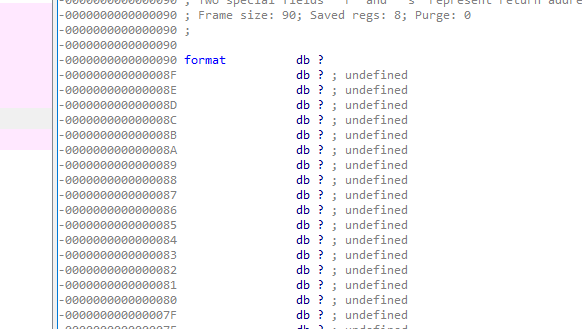 -0000000000000090 ; Two special fields " r" and " s" represent return addre
-0000000000000090 ; Frame size: 90; Saved regs: 8; Purge: 0
-0000000000000090 ;
-0000000000000090
-0000000000000090 format db ?
-000000000000008F db ? ; undefined
-000000000000008E db ? ; undefined
-000000000000008D db ? ; undefined
-000000000000008C db ? ; undefined
-000000000000008B db ? ; undefined
-000000000000008A db ? ; undefined
-0000000000000089 db ? ; undefined
-0000000000000088 db ? ; undefined
-0000000000000087 db ? ; undefined
-0000000000000086 db ? ; undefined
-0000000000000085 db ? ; undefined
-0000000000000084 db ? ; undefined
-0000000000000083 db ? ; undefined
-0000000000000082 db ? ; undefined
-0000000000000081 db ? ; undefined
-0000000000000080 db ? ; undefined
-000000000000007F db ? ; undefined
-000000000000007E db ? ; undefined